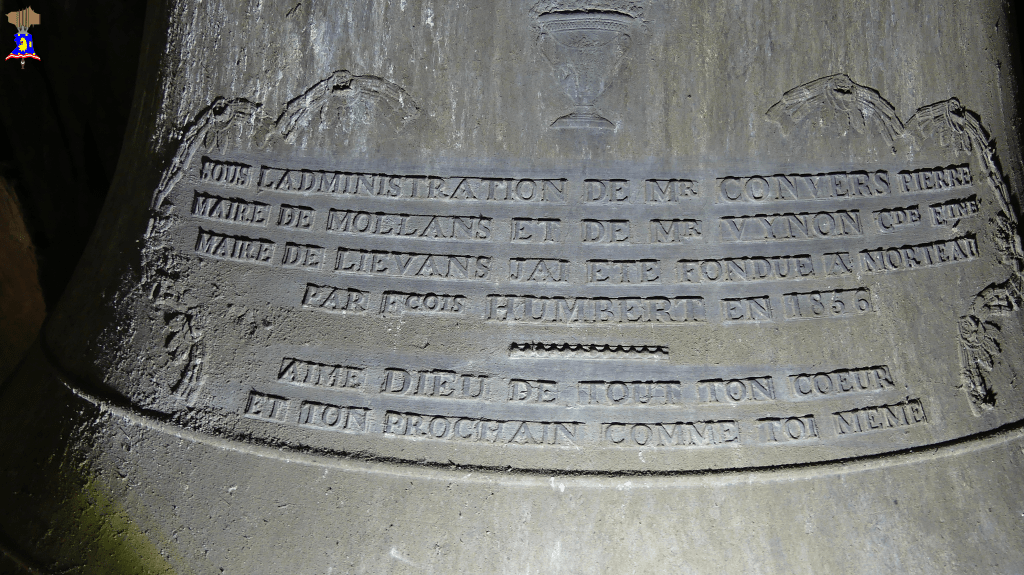 SOUS LADMINISTRATION DE MR CONVERS PIERRE
MAIRE DE MOLLANS ET DE MR VYNON CDE ETNE
MAIRE DE LIEVANS JAI ETE FONDUE A MORTEAU
PAR FCOIS HUMBERT EN 1856
AIME DIEU DE TOUT TON COEUR
ET TON PROCHAIN COMME TOI MEME